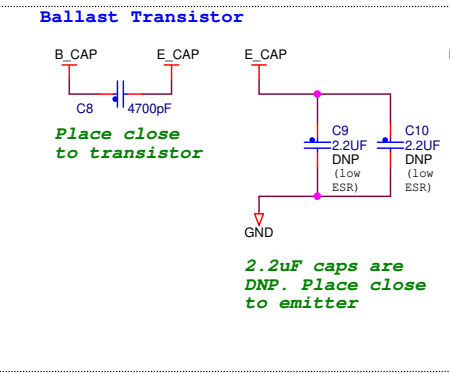 Ballast Transistor
B_CAP
E_CAP
E_CAP
C8
4700pF
Place close
to transistor
C9
2.2UF
DNP
(low
ESR)
C10
2.2UF
DNP
(low
ESR)
GND
2.2uF caps are
DNP. Place close
to emitter